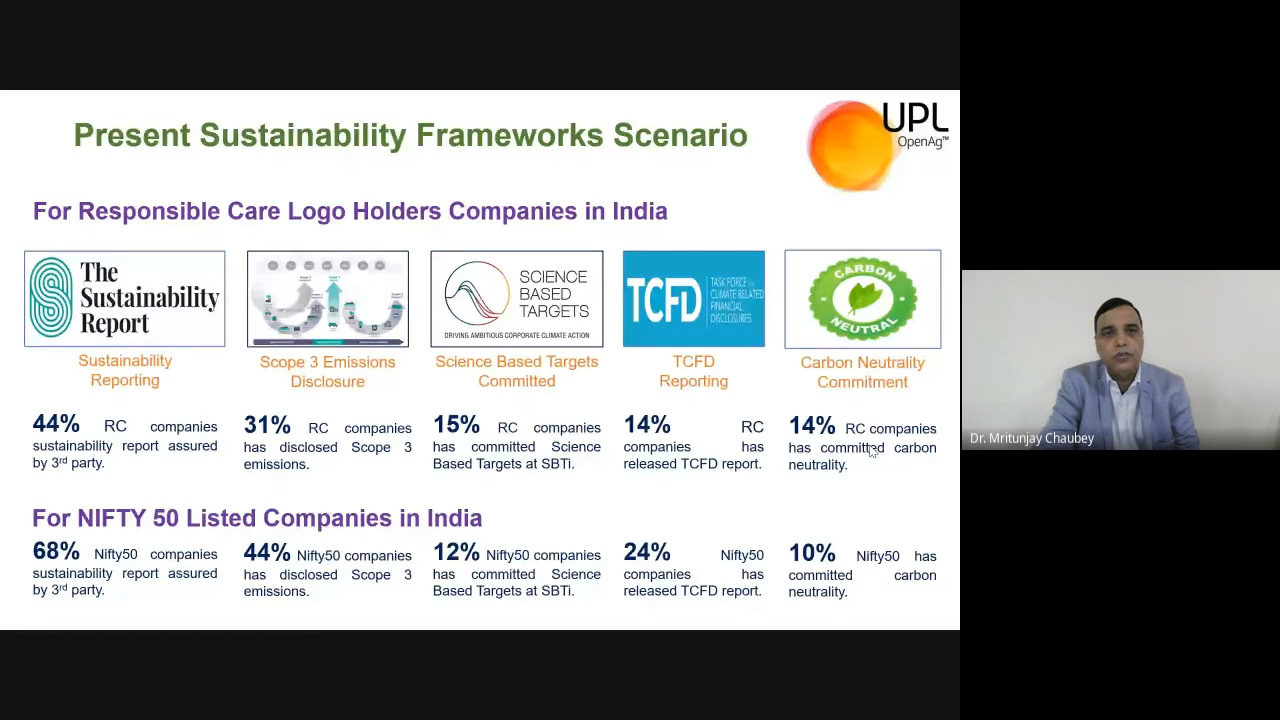 Present Sustainability Frameworks Scenario
UPL
OpenAg™
For Responsible Care Logo Holders Companies in India
The
Sustainability
Report
SCIENCE
BASED
TARGETS
DRIVING AMBITIOUS CORPORATE CLIMATE ACTION
TCFD
TASK FORCE
CLIMATE RELATED
FINANCIAL
DISCLOSURES
CARBON
NEUTRAL
Sustainability
Reporting
Scope 3 Emissions
Disclosure
Science Based Targets
Committed
TCFD
Reporting
Carbon Neutrality
Commitment
44% RC companies
sustainability report assured
by 3rd party.
31% RC companies
has disclosed Scope 3
emissions.
15% RC companies
has committed Science
Based Targets at SBTi.
14% RC
companies has
released TCFD report.
14% RC companies
has committed carbon
neutrality.
For NIFTY 50 Listed Companies in India
68% Nifty50 companies
sustainability report assured
by 3rd party.
44% Nifty50 companies
has disclosed Scope 3
emissions.
12% Nifty50 companies
has committed Science
Based Targets at SBTi.
24% Nifty50
companies has
released TCFD report.
10% Nifty50 has
committed carbon
neutrality.
Dr. Mritunjay Chaubey